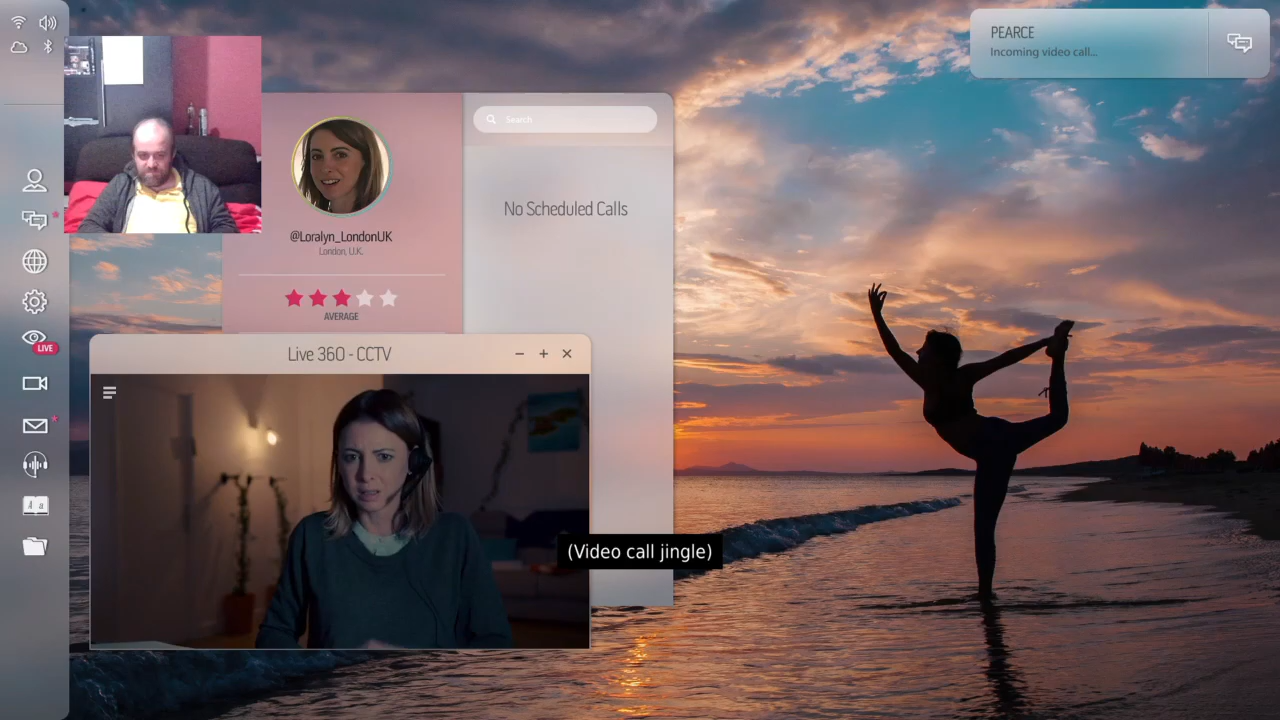 PEARCE
Incoming video call...
Search
No Scheduled Calls
@Loralyn_LondonUK
London, U.K.
AVERAGE
LIVE
Live 360 - CCTV
(Video call jingle)